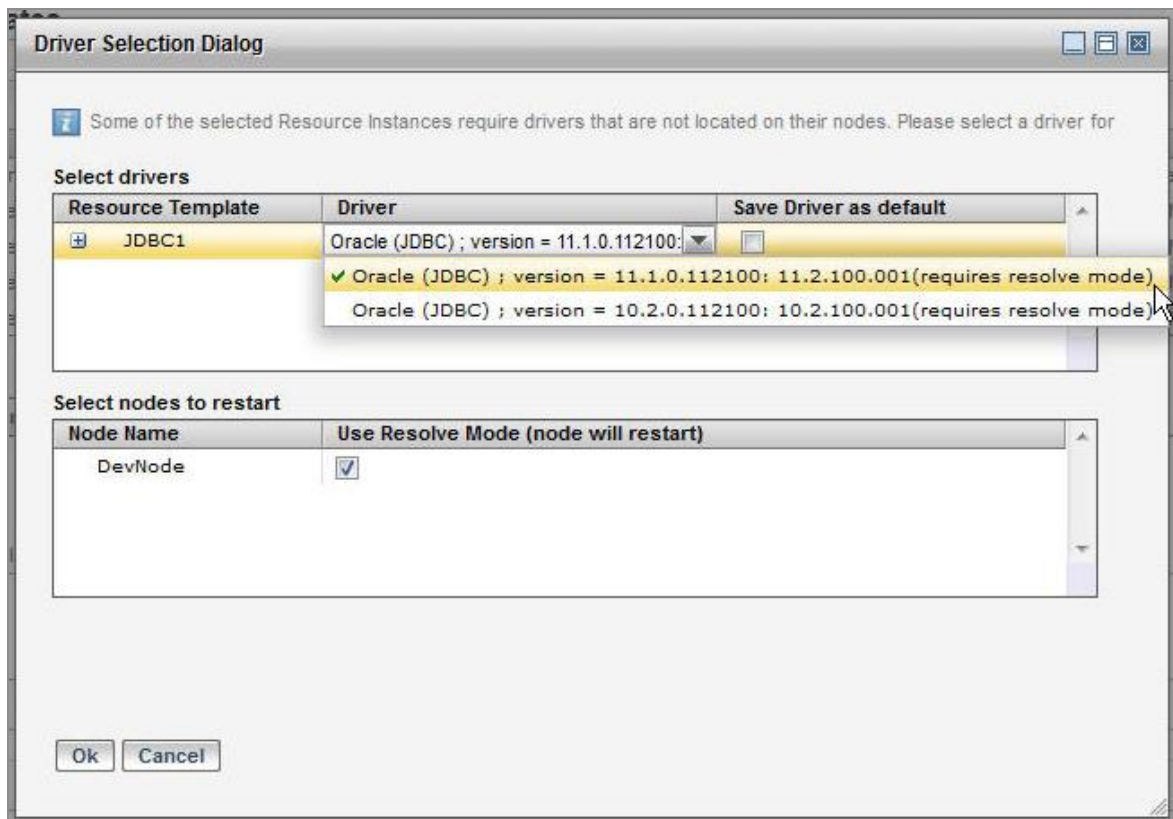 Driver Selection Dialog
Some of the selected Resource Instances require drivers that are not located on their nodes. Please select a driver for
Select drivers
Resource Template Driver Save Driver as default
JDBC1 Oracle (JDBC) ; version = 11.1.0.112100:
✔ Oracle (JDBC) ; version = 11.1.0.112100: 11.2.100.001(requires resolve mode)
Oracle (JDBC) ; version = 10.2.0.112100: 10.2.100.001(requires resolve mode)
Select nodes to restart
Node Name Use Resolve Mode (node will restart)
DevNode
Ok Cancel